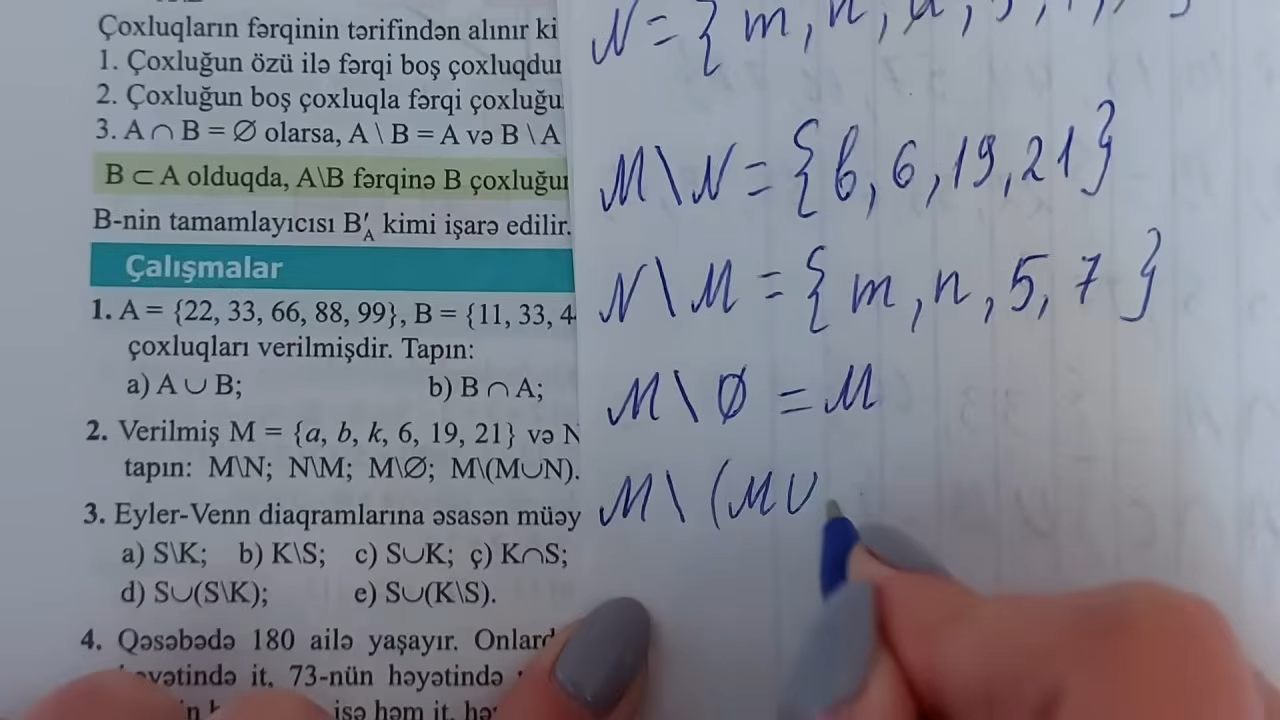 Çoxluqların fərqinin tərifindən alınır ki
1. Çoxluğun özü ilə fərqi boş çoxluqdur
2. Çoxluğun boş çoxluqla fərqi çoxluğu
3. A ∩ B = Ø olarsa, A \ B = A və B \ A
B ⊂ A olduqda, A\B fərqinə B çoxluğun
B-nin tamamlayıcısı B′A kimi işarə edilir.
Çalışmalar
1. A = {22, 33, 66, 88, 99}, B = {11, 33, 4
çoxluqları verilmişdir. Tapın:
a) A ∪ B; b) B ∩ A;
2. Verilmiş M = {a, b, k, 6, 19, 21} və N
tapın: M\N; N\M; M\Ø; M\(M∪N).
3. Eyler-Venn diaqramlarına əsasən müəy
a) S\K; b) K\S; c) S∪K; ç) K∩S;
d) S∪(S\K); e) S∪(K\S).
4. Qəsəbədə 180 ailə yaşayır. Onlard
it, 73-nün həyətində
isə həm it, hə
N = { m, n,
M \ N = { b, 6, 19, 21 }
N \ M = { m, n, 5, 7 }
M \ Ø = M
M \ (M ∪